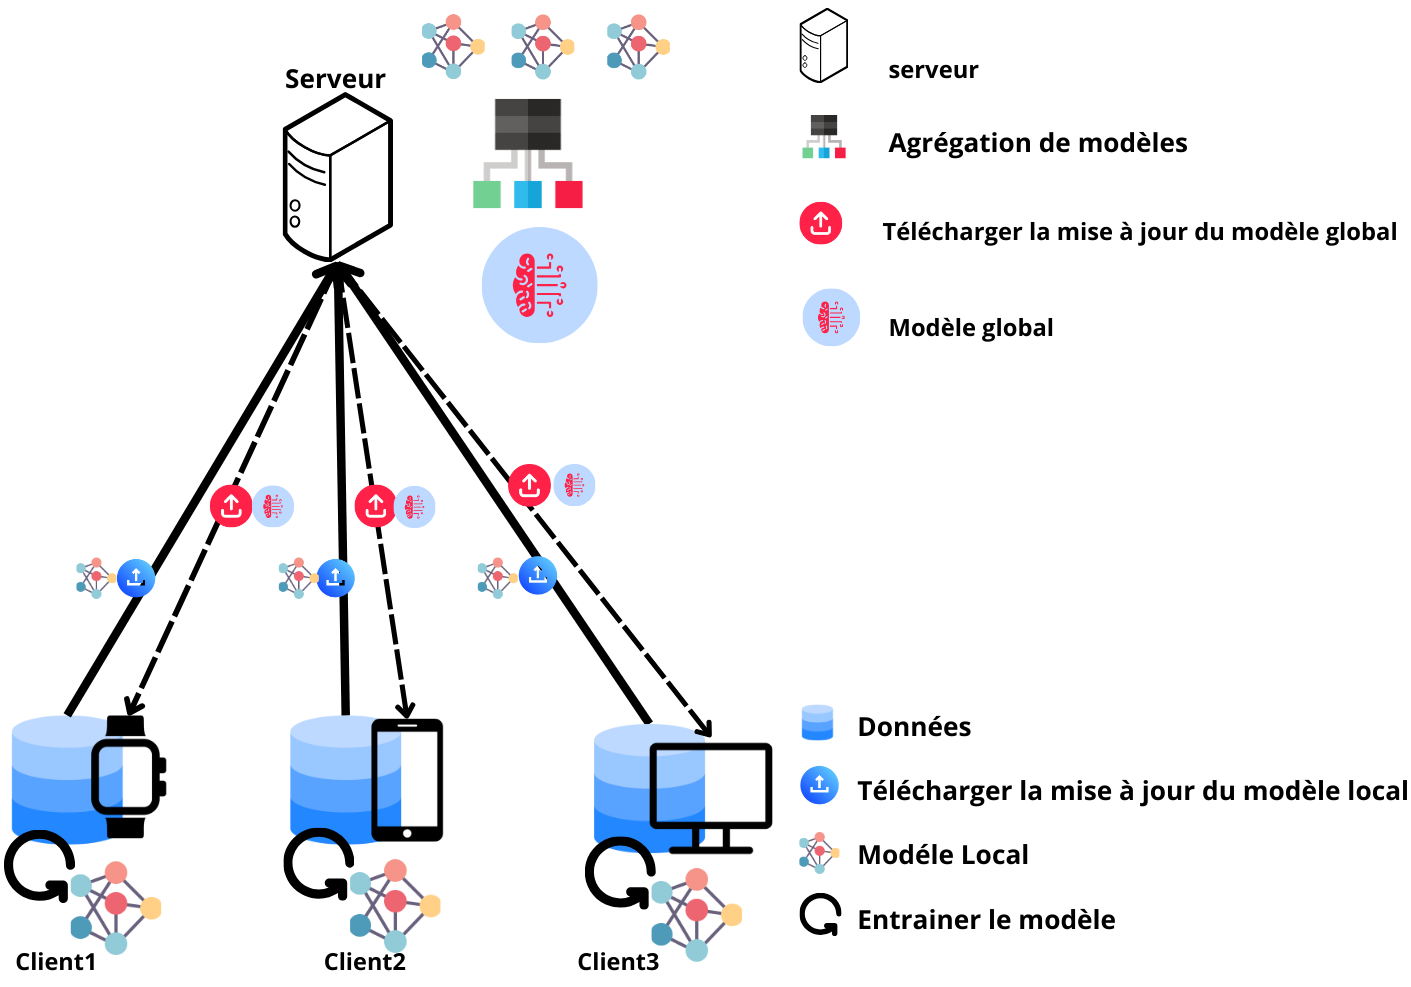 Serveur
serveur
Agrégation de modèles
Télécharger la mise à jour du modèle global
Modèle global
Données
Télécharger la mise à jour du modèle local
Modéle Local
Entrainer le modèle
Client1
Client2
Client3